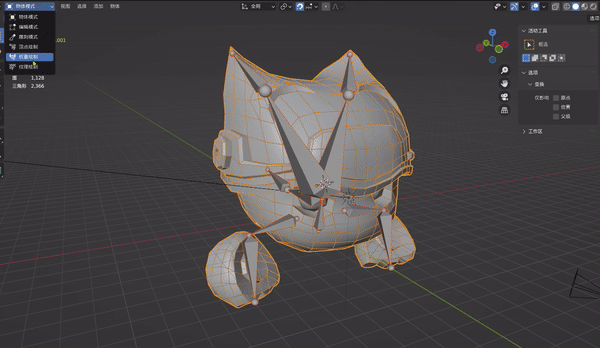 物体模式 视图 选择 添加 物体 全局 选项
物体模式
编辑模式
雕刻模式
顶点绘制
权重绘制
纹理绘制
.001
面 1,128
三角形 2,366
Z
活动工具
框选
选项
变换
仅影响 原点
位置
父级
工作区